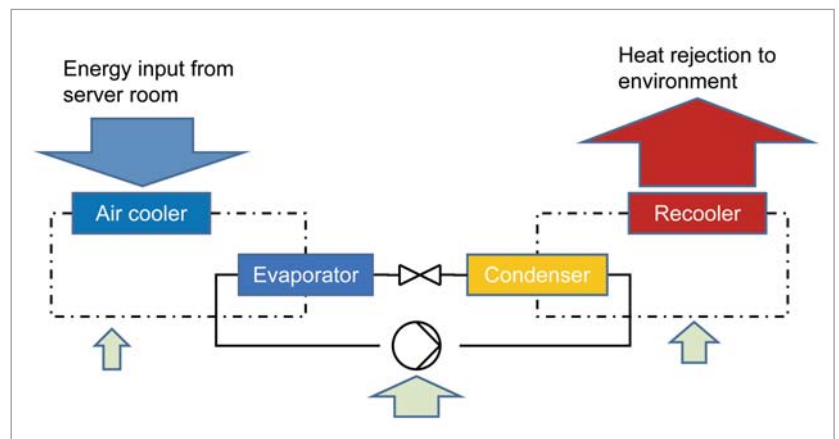 Energy input from
server room
Heat rejection to
environment
Air cooler
Recooler
Evaporator
Condenser